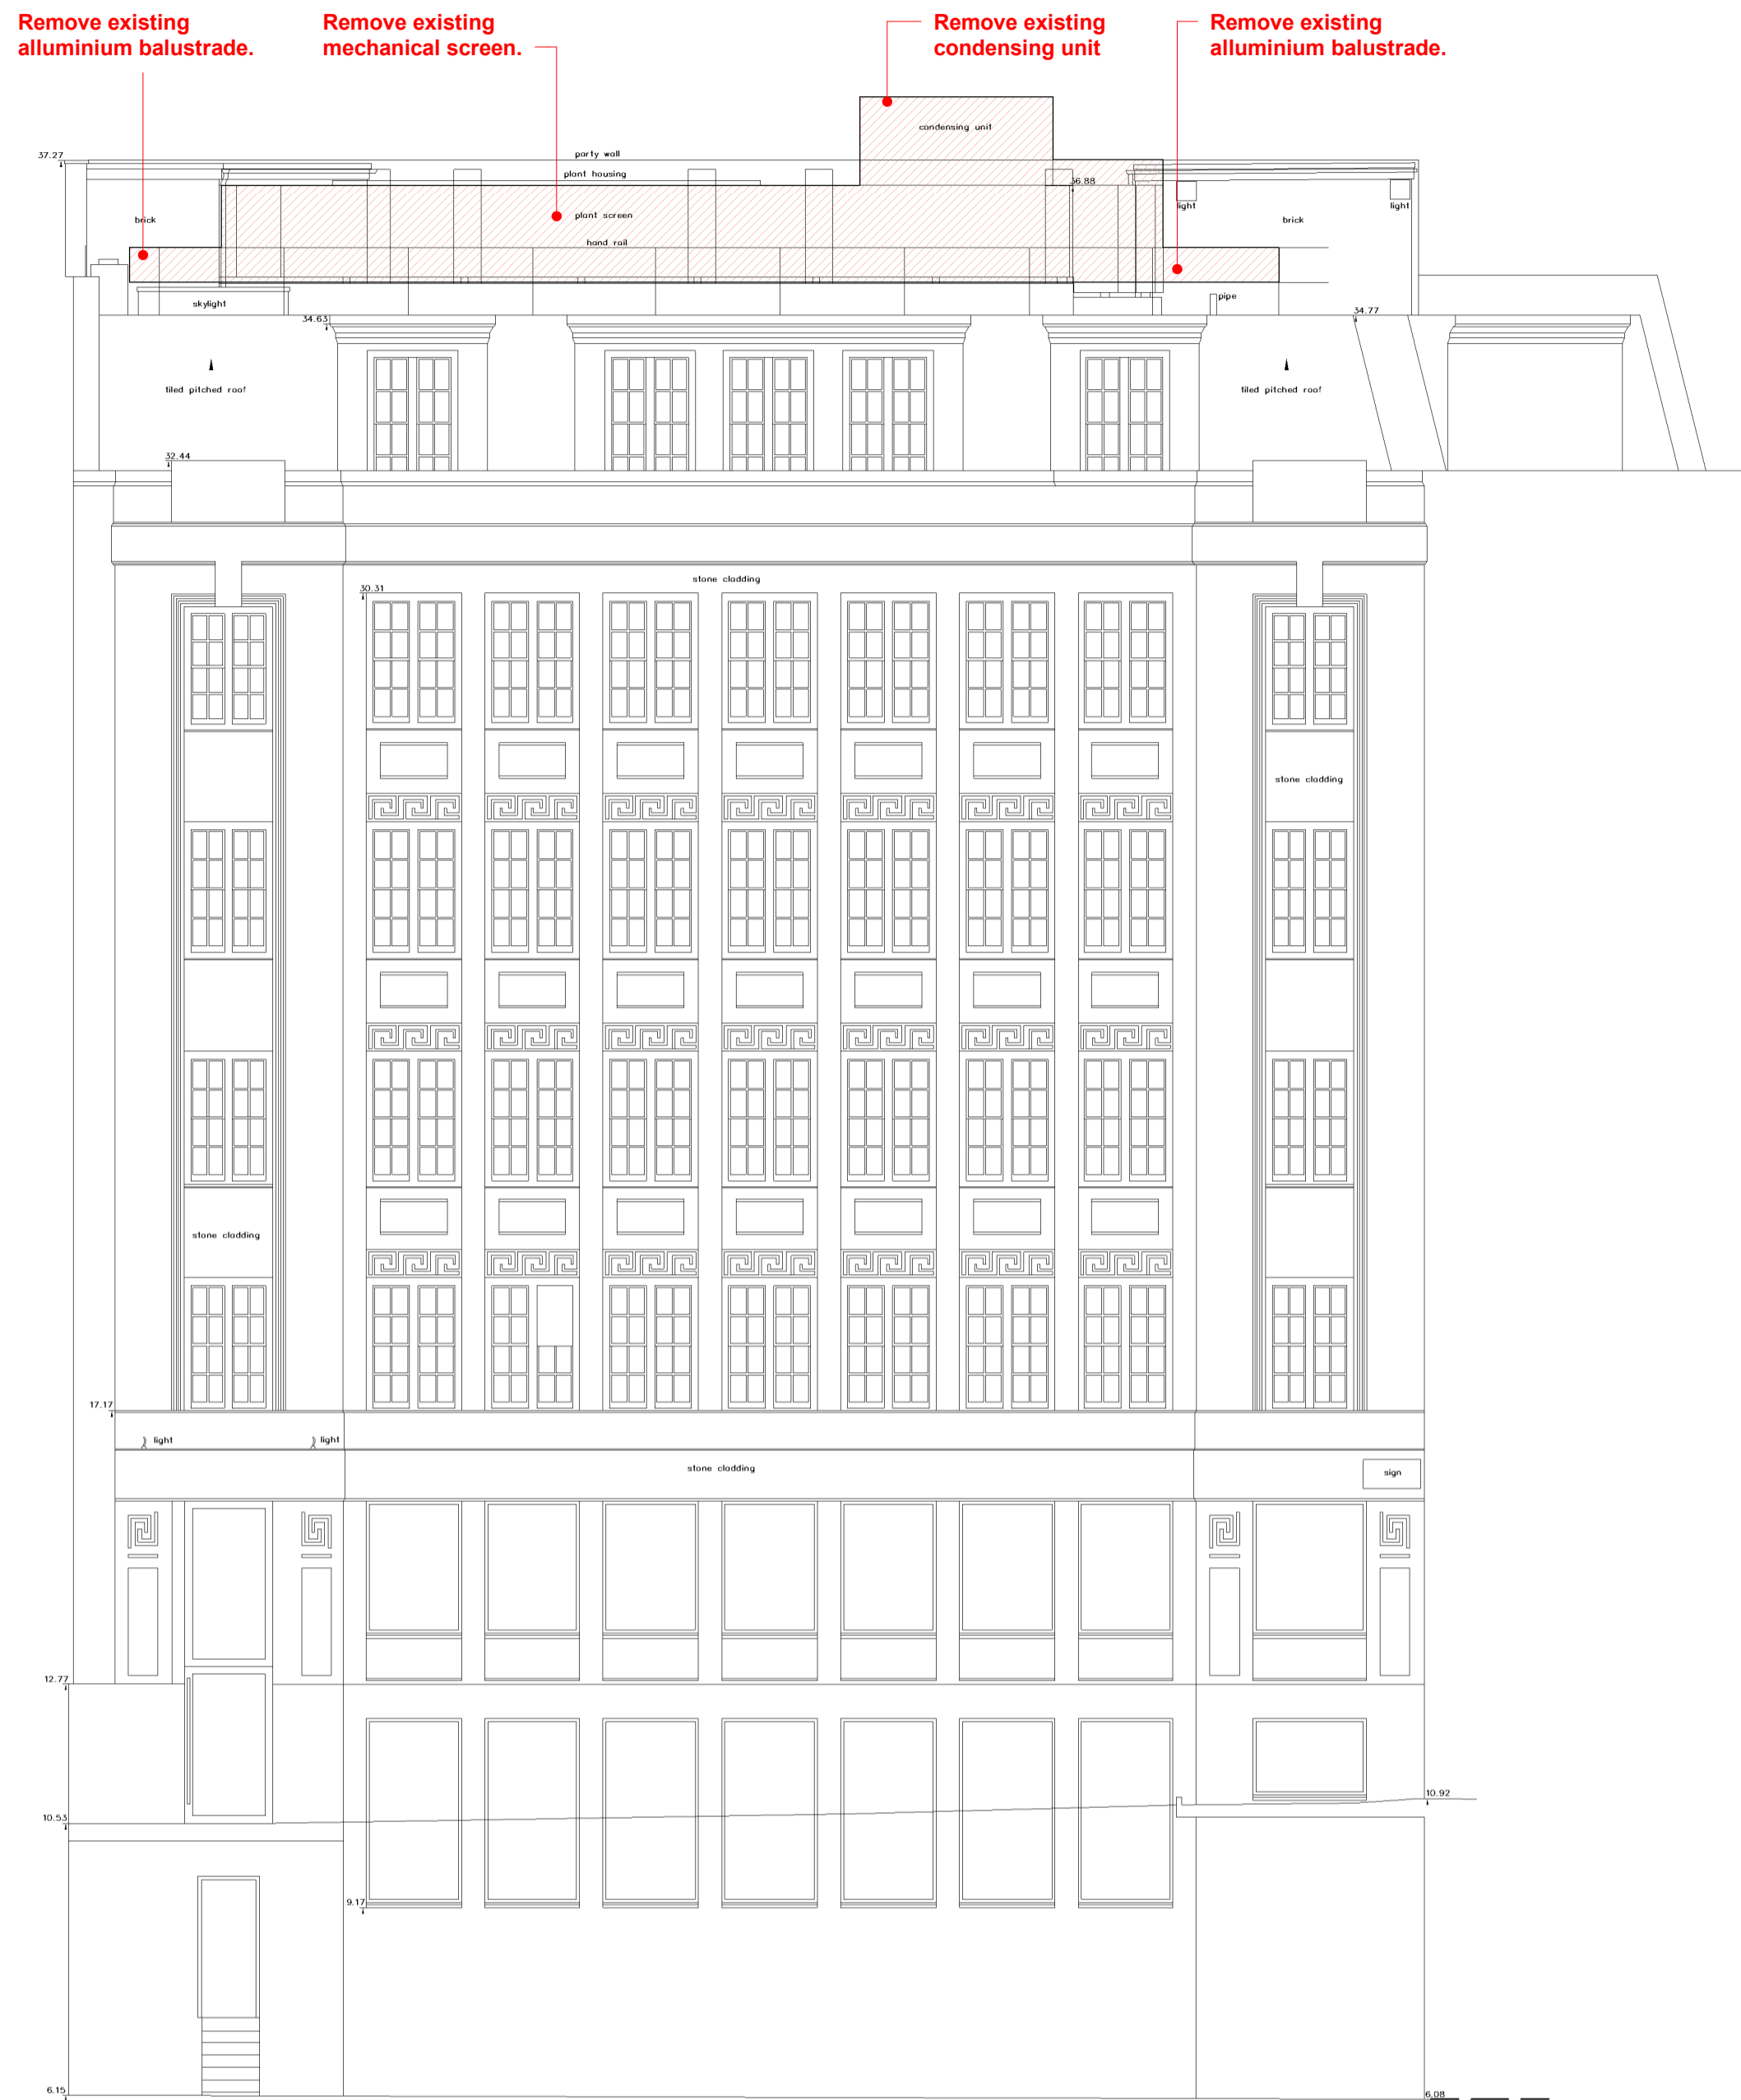 Remove existing
alluminium balustrade.
Remove existing
mechanical screen.
Remove existing
condensing unit
Remove existing
alluminium balustrade.
condensing unit
37.27
party wall
plant housing
36.88
light
light
brick
plant screen
brick
hand rail
skylight
pipe
34.63
34.77
tiled pitched roof
tiled pitched roof
32.44
stone cladding
30.31
stone cladding
stone cladding
17.17
light
light
stone cladding
sign
12.77
10.92
10.53
9.17
6.15
6.08